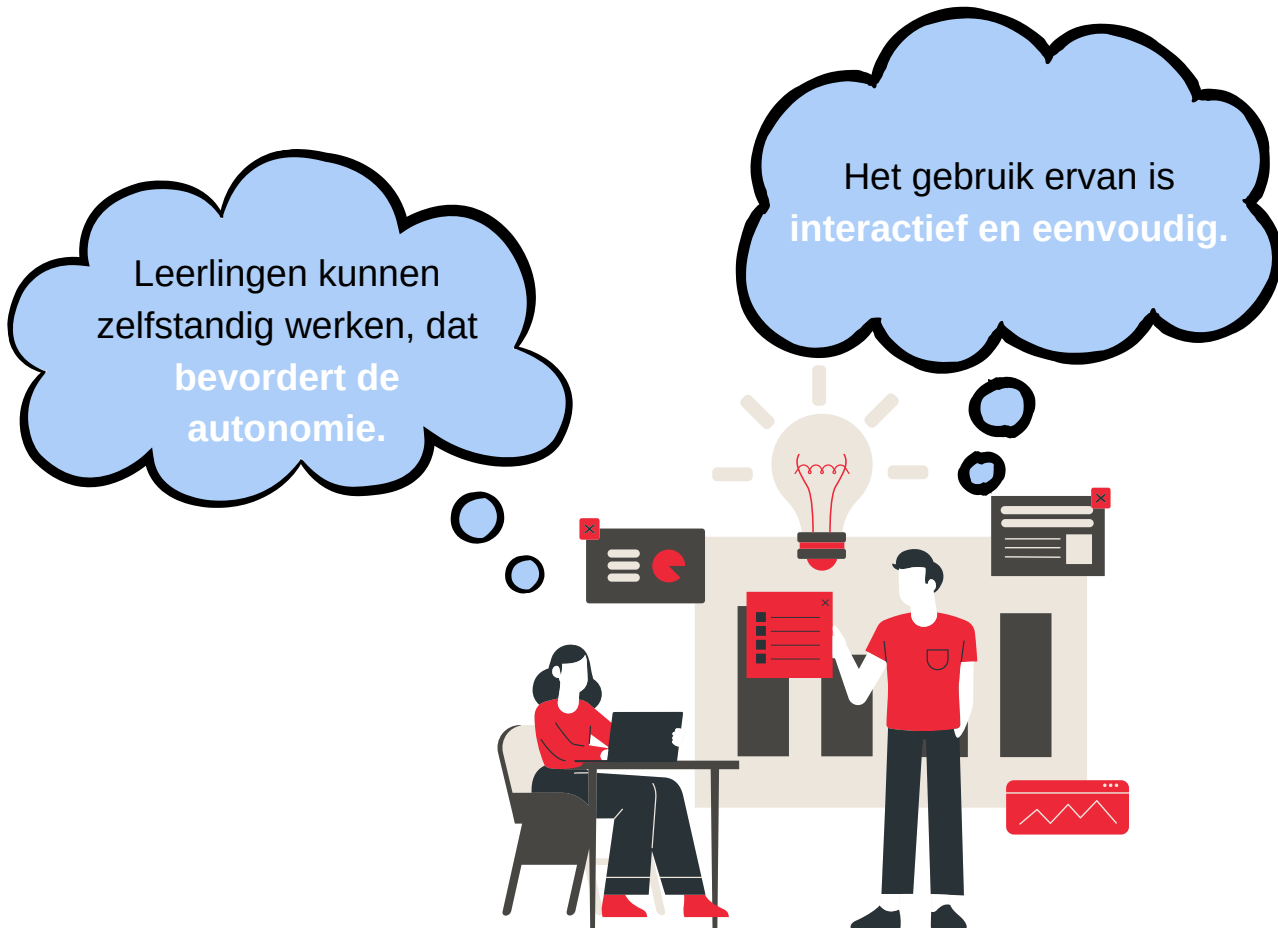 Leerlingen kunnen
zelfstandig werken, dat
bevordert de
autonomie.
Het gebruik ervan is
interactief en eenvoudig.